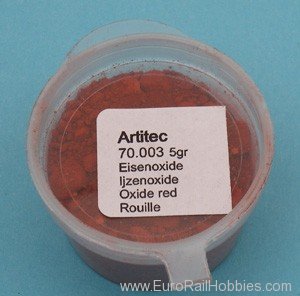 Artitec
70.003 5gr
Eisenoxide
Ijzenoxide
Oxide red
Rouille
www.EuroRailHobbies.com